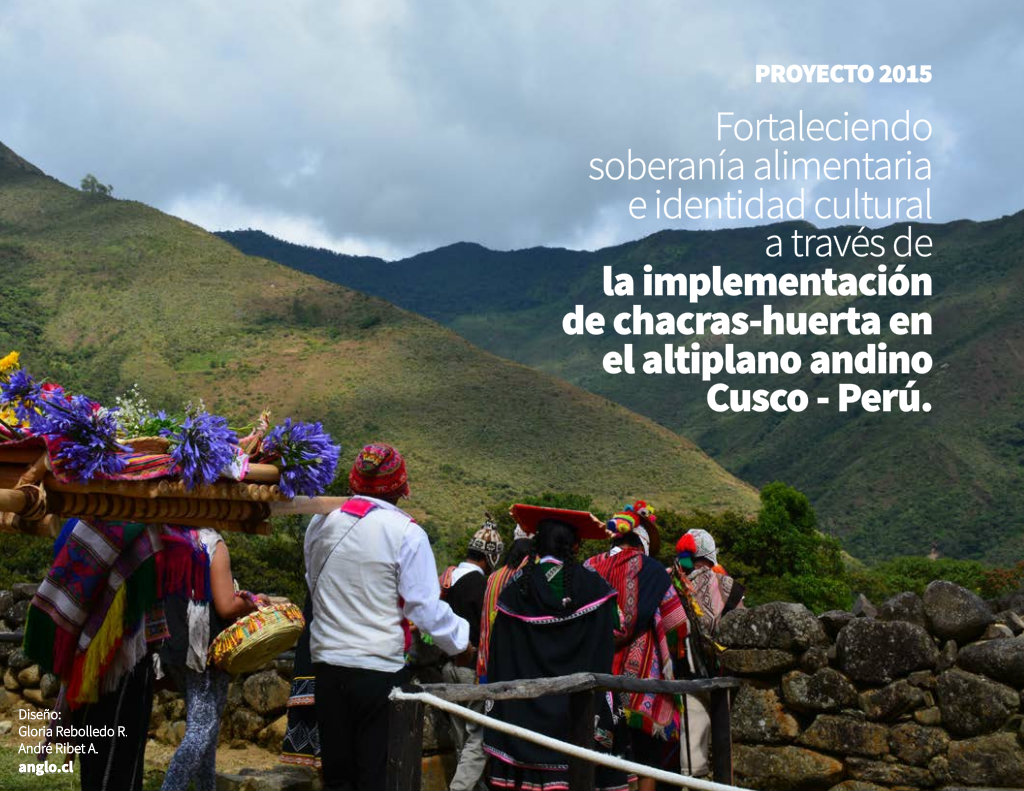 PROYECTO 2015
Fortaleciendo
soberanía alimentaria
e identidad cultural
a través de
la implementación
de chacras-huerta en
el altiplano andino
Cusco - Perú.
Diseño:
Gloria Rebolledo R.
André Ribet A.
anglo.cl